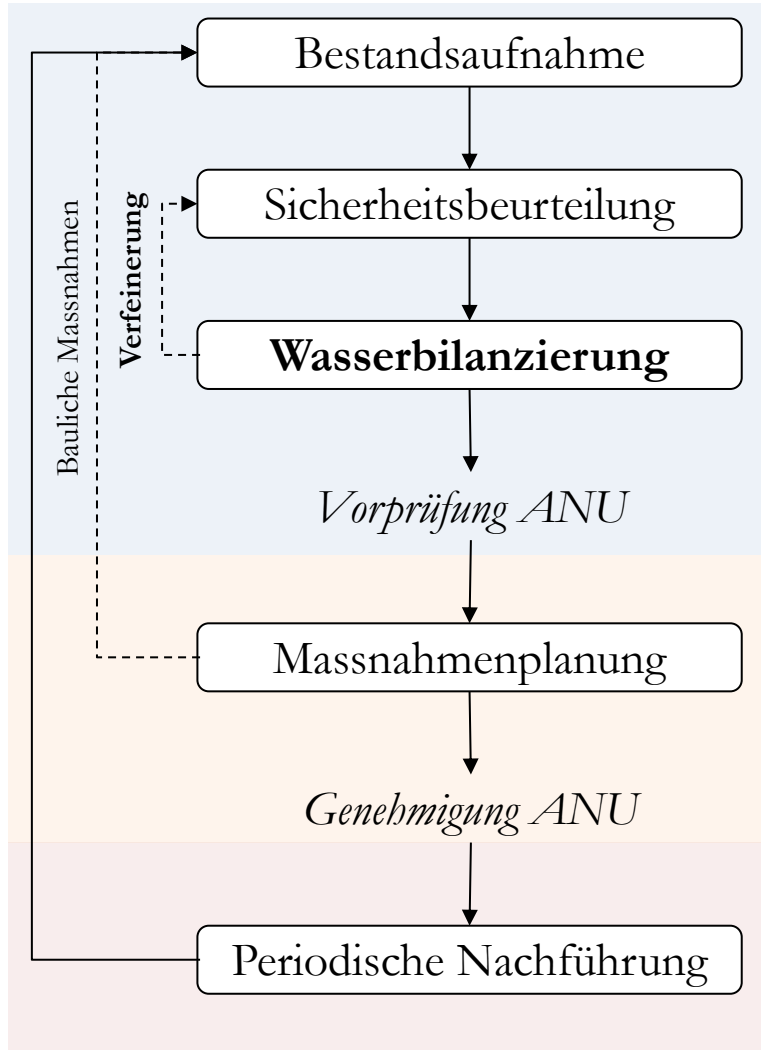 Bestandsaufnahme
Sicherheitsbeurteilung
Verfeinerung
Bauliche Massnahmen
Wasserbilanzierung
Vorprüfung ANU
Massnahmenplanung
Genehmigung ANU
Periodische Nachführung